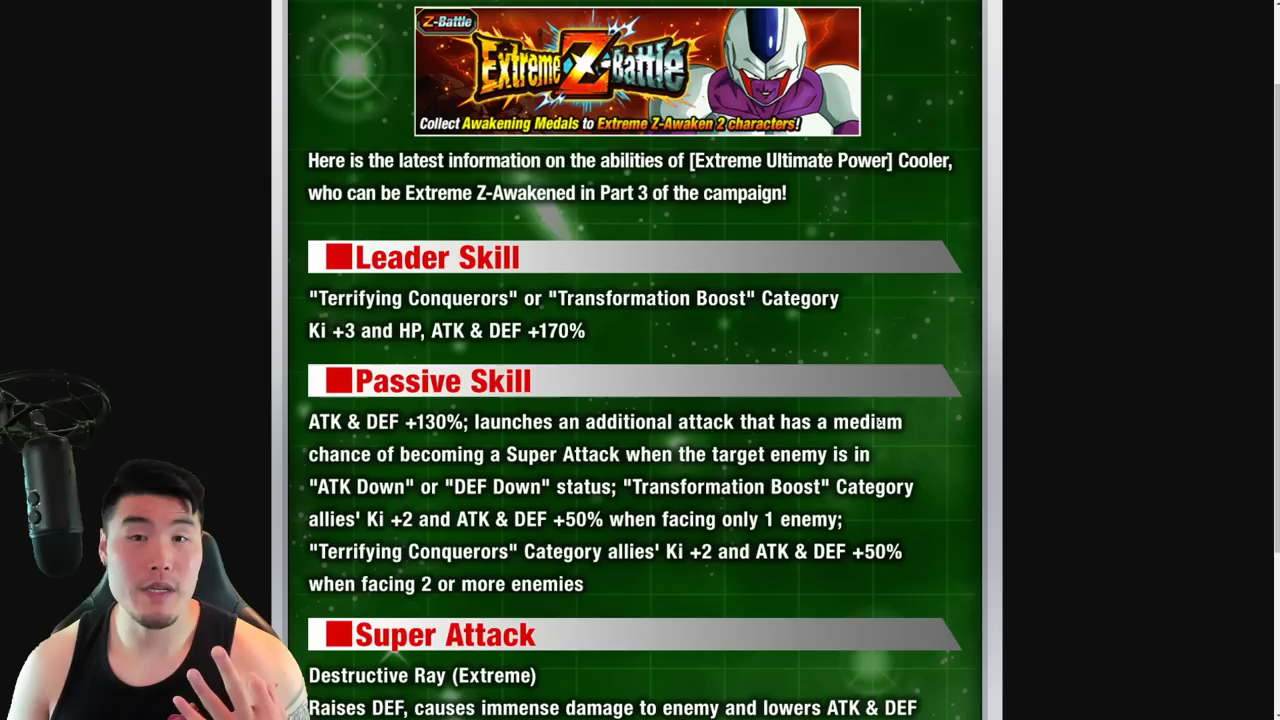 Z-Battle
Extreme Z-Battle
Collect Awakening Medals to Extreme Z-Awaken 2 characters!
Here is the latest information on the abilities of [Extreme Ultimate Power] Cooler,
who can be Extreme Z-Awakened in Part 3 of the campaign!
Leader Skill
"Terrifying Conquerors" or "Transformation Boost" Category
Ki +3 and HP, ATK & DEF +170%
Passive Skill
ATK & DEF +130%; launches an additional attack that has a medium
chance of becoming a Super Attack when the target enemy is in
"ATK Down" or "DEF Down" status; "Transformation Boost" Category
allies' Ki +2 and ATK & DEF +50% when facing only 1 enemy;
"Terrifying Conquerors" Category allies' Ki +2 and ATK & DEF +50%
when facing 2 or more enemies
Super Attack
Destructive Ray (Extreme)
Raises DEF, causes immense damage to enemy and lowers ATK & DEF